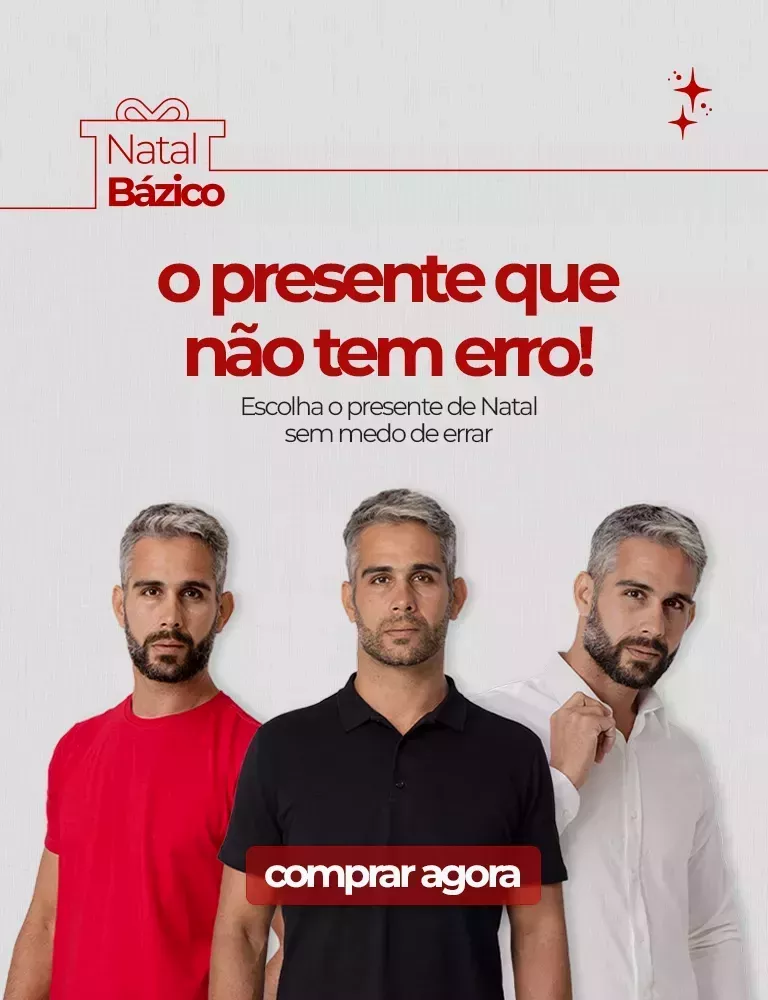 Natal
Bázico
o presente que
não tem erro!
Escolha o presente de Natal
sem medo de errar
comprar agora